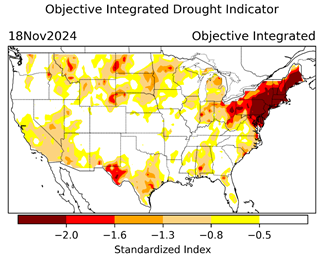 Objective Integrated Drought Indicator
18Nov2024 Objective Integrated
−2.0 −1.6 −1.3 −0.8 −0.5
Standardized Index